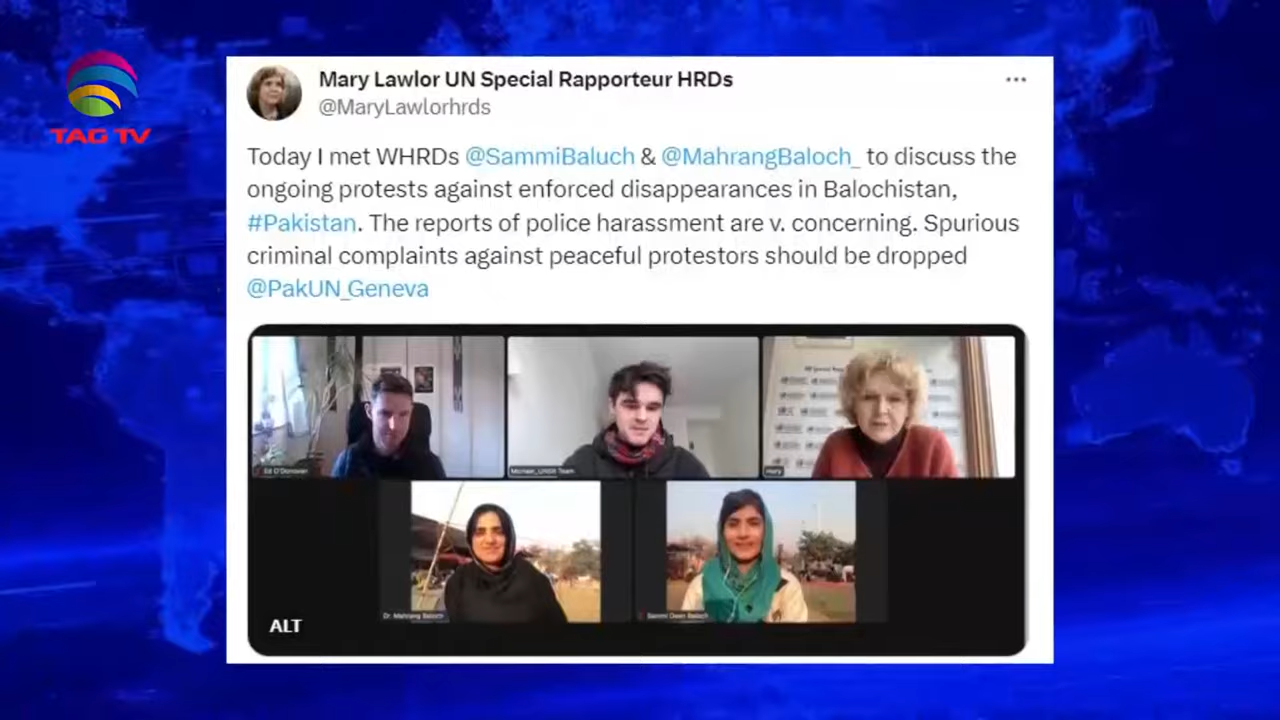 TAG TV
Mary Lawlor UN Special Rapporteur HRDs
@MaryLawlorhrds
Today I met WHRDs @SammiBaluch & @MahrangBaloch_ to discuss the
ongoing protests against enforced disappearances in Balochistan,
#Pakistan. The reports of police harassment are v. concerning. Spurious
criminal complaints against peaceful protestors should be dropped
@PakUN_Geneva
Ed O'Donovan
Mary
Dr. Mahrang Baloch
Sammi Deen Baloch
ALT